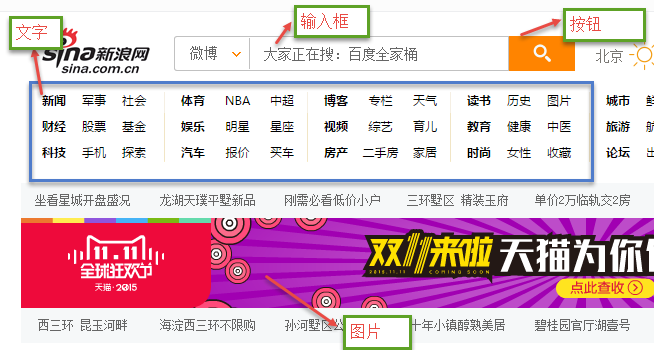 文字
输入框
按钮
sina新浪网
sina.com.cn
微博 大家正在搜：百度全家桶 北京
新闻 军事 社会 体育 NBA 中超 博客 专栏 天气 读书 历史 图片 城市
财经 股票 基金 娱乐 明星 星座 视频 综艺 育儿 教育 健康 中医 旅游
科技 手机 探索 汽车 报价 买车 房产 二手房 家居 时尚 女性 收藏 论坛
坐看星城开盘盛况 龙湖天璞平墅新品 刚需必看低价小户 三环墅区 精装玉府 单价2万临轨交2房
11.11
全球狂欢节
天猫·2015
双11来啦 天猫为你
2015.11.11 COMING SOON
点此查收
西三环 昆玉河畔 海淀西三环不限购 孙河墅区公 十年小镇醇熟美居 碧桂园官厅湖壹号
图片